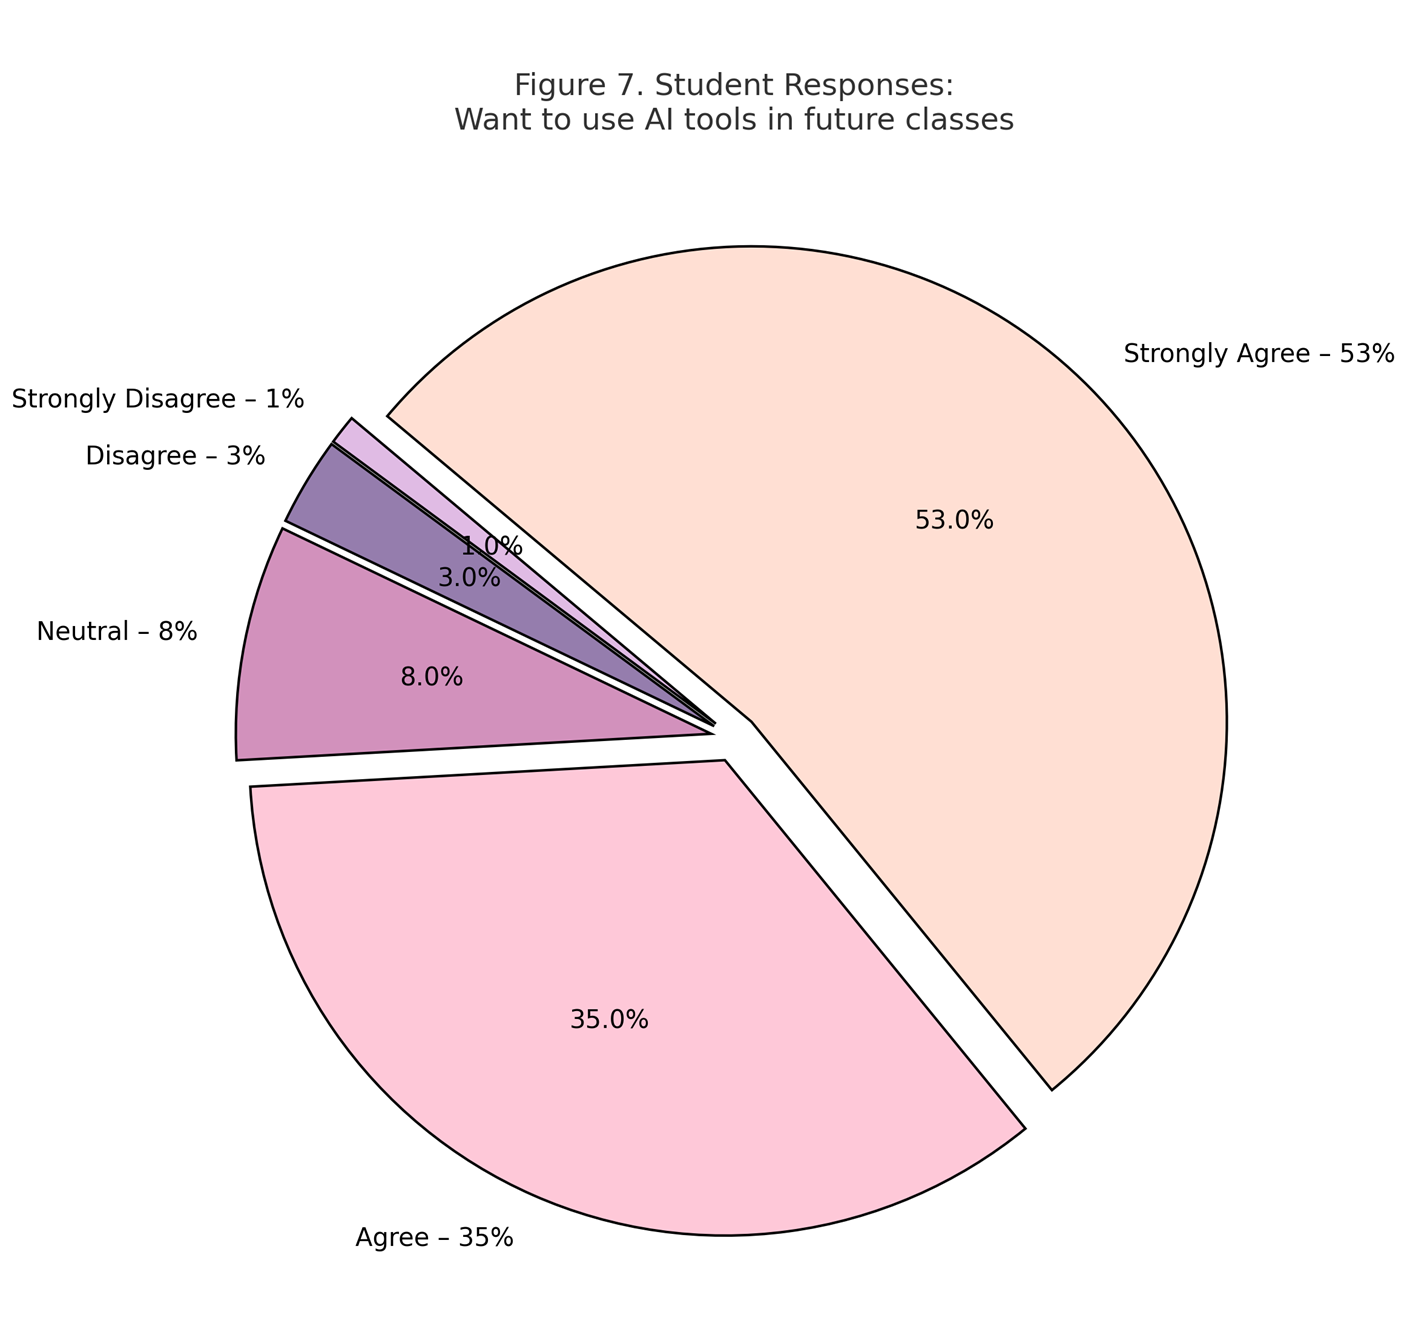 Figure 7. Student Responses:
Want to use AI tools in future classes
Strongly Agree – 53%
Strongly Disagree – 1%
Disagree – 3%
53.0%
1.0%
3.0%
Neutral – 8%
8.0%
35.0%
Agree – 35%